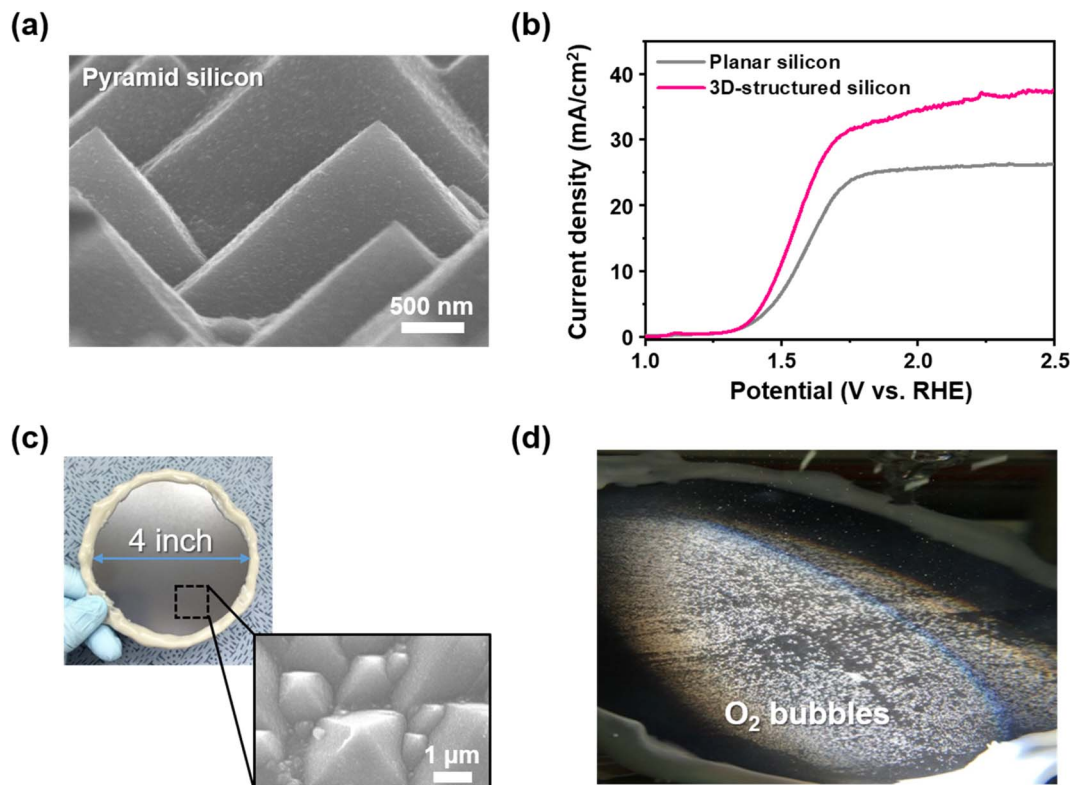 (a)
Pyramid silicon
500 nm
(b)
Planar silicon
3D-structured silicon
Current density (mA/cm²)
40
30
20
10
0
1.0 1.5 2.0 2.5
Potential (V vs. RHE)
(c)
4 inch
1 µm
(d)
O₂ bubbles